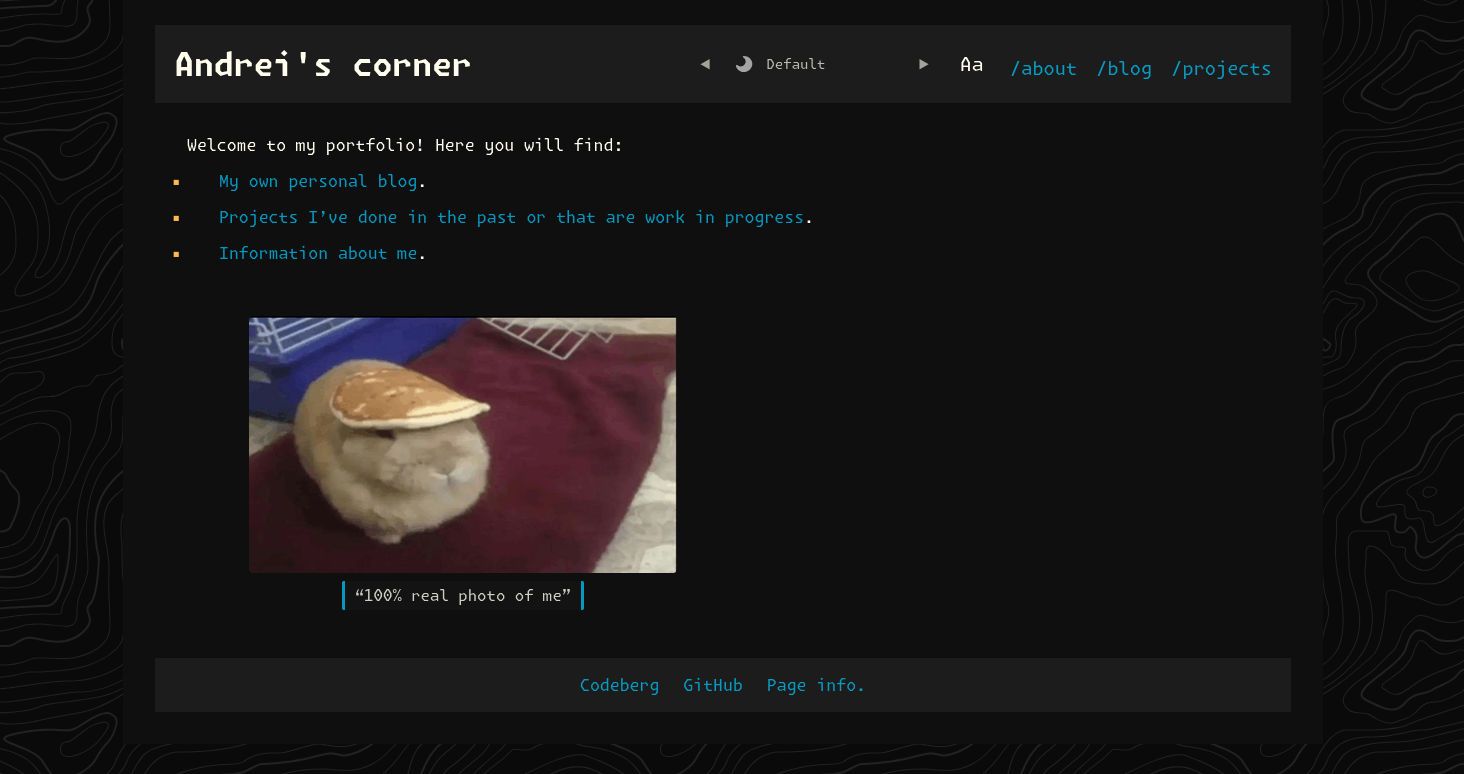 Andrei's corner
Default
Aa
/about /blog /projects
Welcome to my portfolio! Here you will find:
My own personal blog.
Projects I’ve done in the past or that are work in progress.
Information about me.
“100% real photo of me”
Codeberg GitHub Page info.